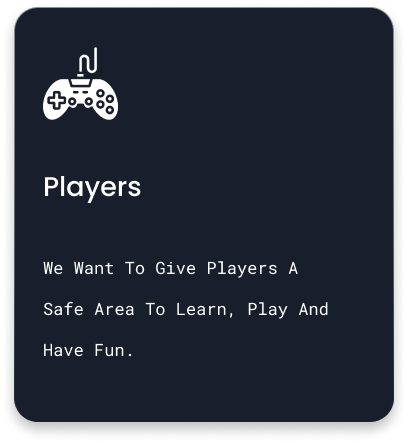 Players
We Want To Give Players A
Safe Area To Learn, Play And
Have Fun.